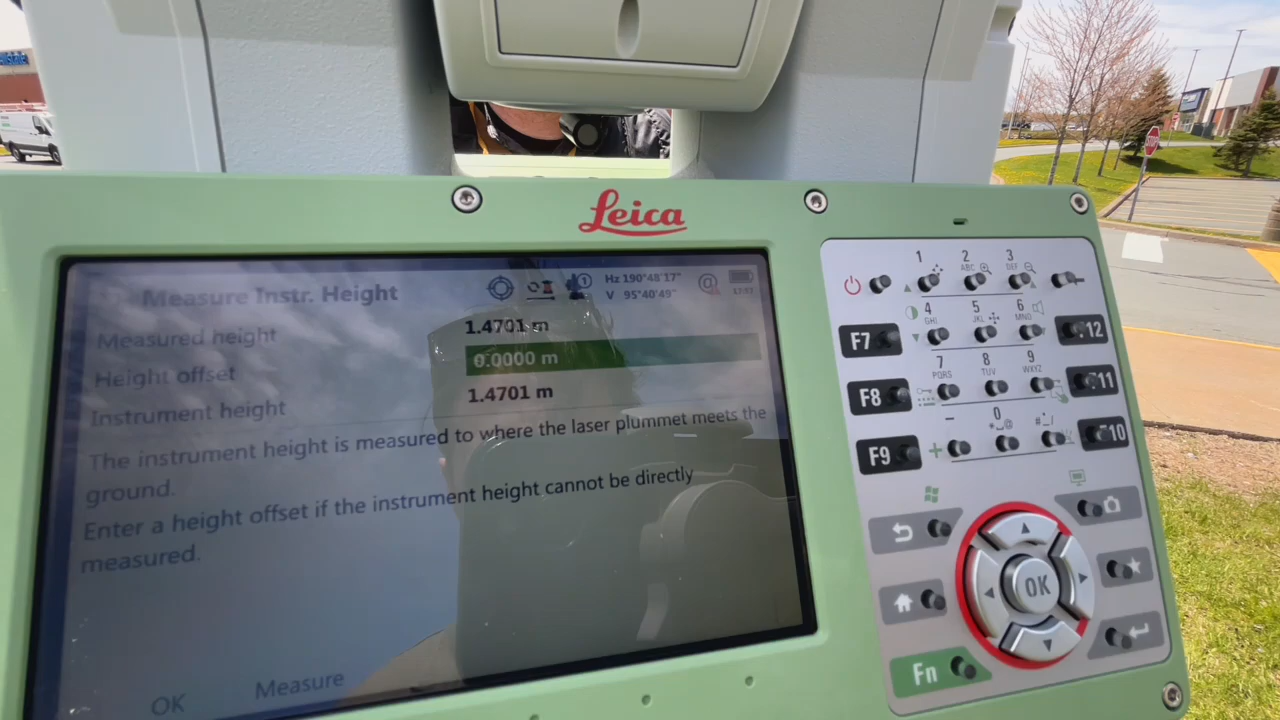 Leica
Measure Instr. Height
1
Hz 190°48'17"
V 95°40'49"
17:17
Measured height 1.4701 m
Height offset 0.0000 m
Instrument height 1.4701 m
The instrument height is measured to where the laser plummet meets the
ground.
Enter a height offset if the instrument height cannot be directly
measured.
OK Measure
1 2 3
ABC DEF
4 5 6
GHI JKL MNO
7 8 9
PQRS TUV WXYZ
- 0 #./
*_@
+
F7 F12
F8 F11
F9 F10
OK
Fn